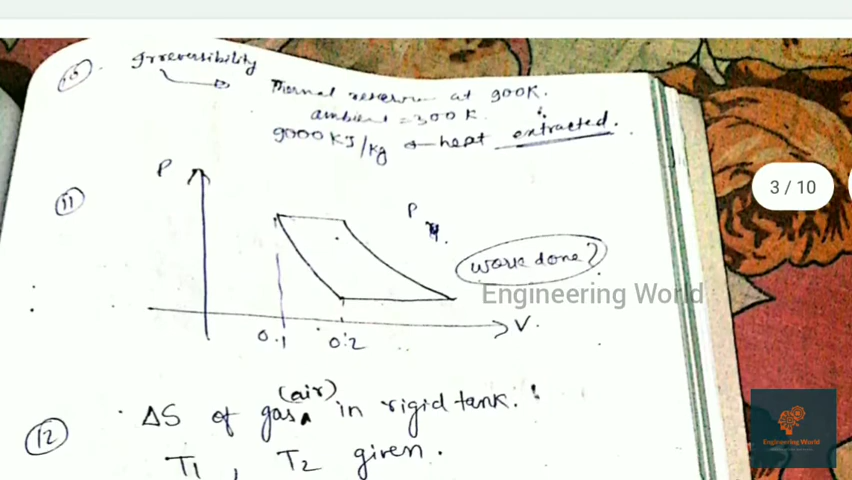 10. Irreversibility
Thermal reservoir at 900K.
ambient = 300 K.
9000 KJ/kg heat extracted.
3 / 10
11
P
P
work done?
Engineering World
V.
0.1 0.2
(air)
12 ΔS of gas in rigid tank.
T1, T2 given.
Engineering World